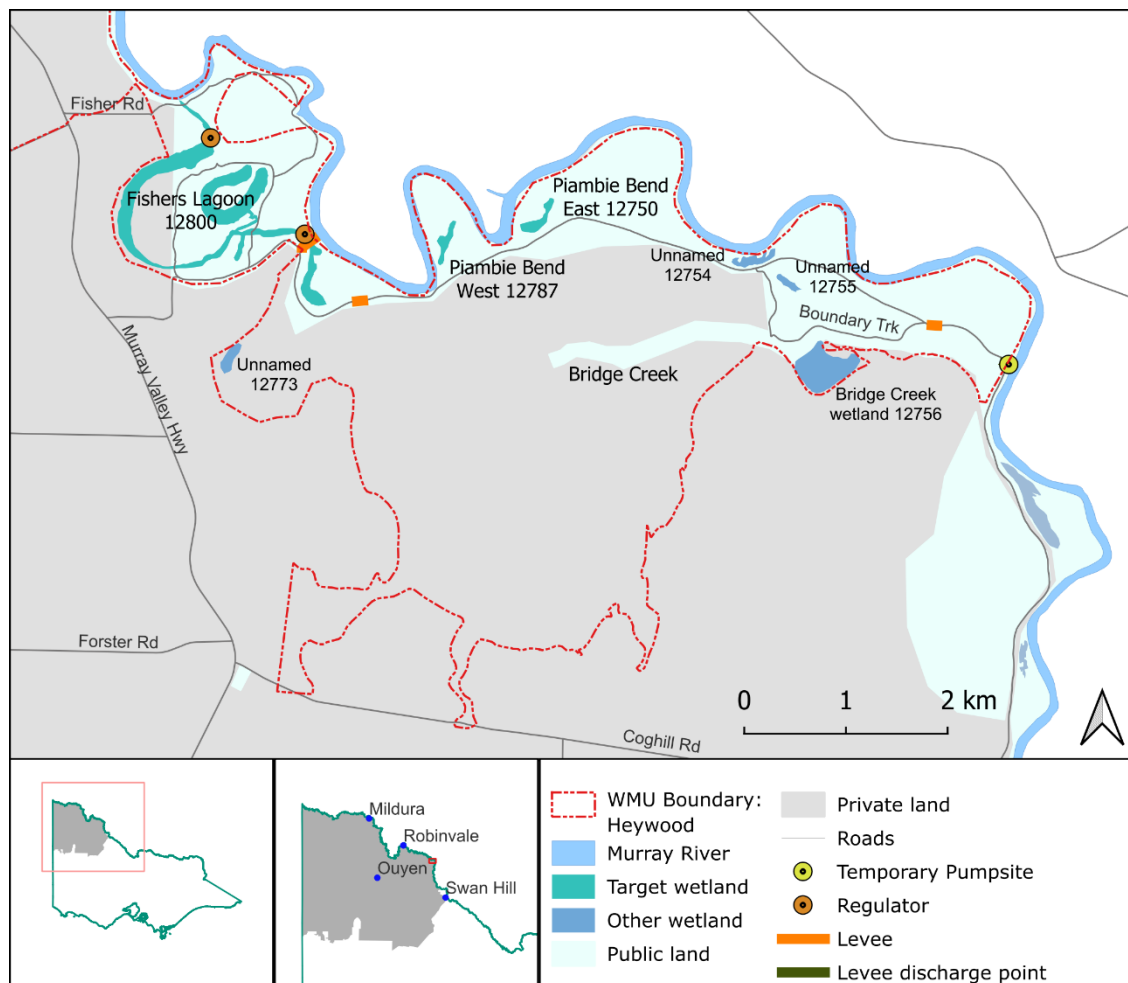 Fisher Rd
Fishers Lagoon
12800
Piambie Bend
East 12750
Piambie Bend
West 12787
Unnamed
12754
Unnamed
12755
Boundary Trk
Unnamed
12773
Bridge Creek
Bridge Creek
wetland 12756
Murray Valley Hwy
Forster Rd
Coghill Rd
0 1 2 km
Mildura
Robinvale
Ouyen
Swan Hill
WMU Boundary:
Heywood
Murray River
Target wetland
Other wetland
Public land
Private land
Roads
Temporary Pumpsite
Regulator
Levee
Levee discharge point